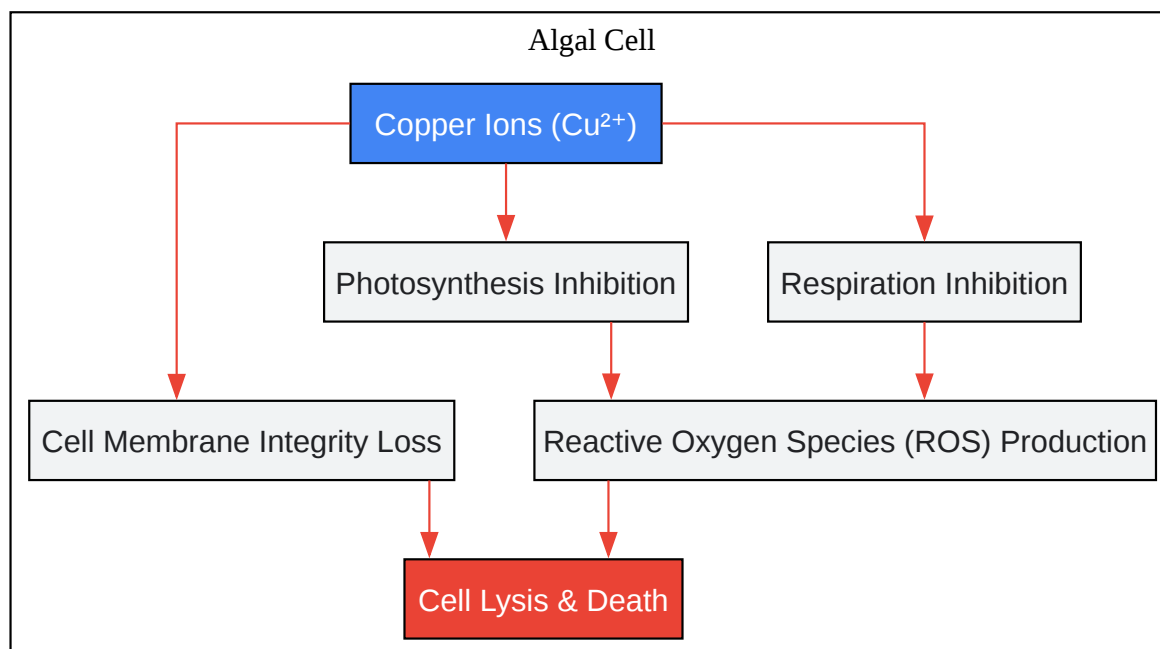 Algal Cell
Copper Ions (Cu²⁺)
Photosynthesis Inhibition
Respiration Inhibition
Cell Membrane Integrity Loss
Reactive Oxygen Species (ROS) Production
Cell Lysis & Death